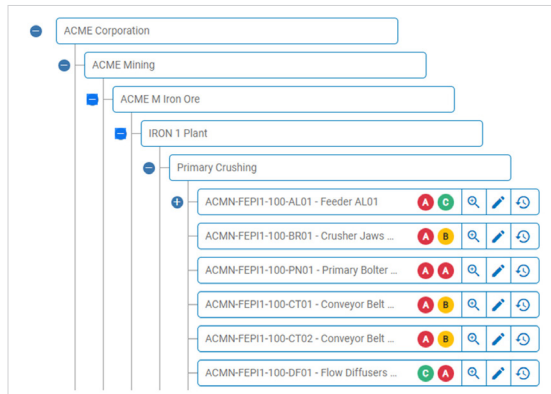 ACME Corporation
ACME Mining
ACME M Iron Ore
IRON 1 Plant
Primary Crushing
ACMN-FEPI1-100-AL01 - Feeder AL01 A C
ACMN-FEPI1-100-BR01 - Crusher Jaws ... A B
ACMN-FEPI1-100-PN01 - Primary Bolter ... A A
ACMN-FEPI1-100-CT01 - Conveyor Belt ... A B
ACMN-FEPI1-100-CT02 - Conveyor Belt ... A B
ACMN-FEPI1-100-DF01 - Flow Diffusers ... C A